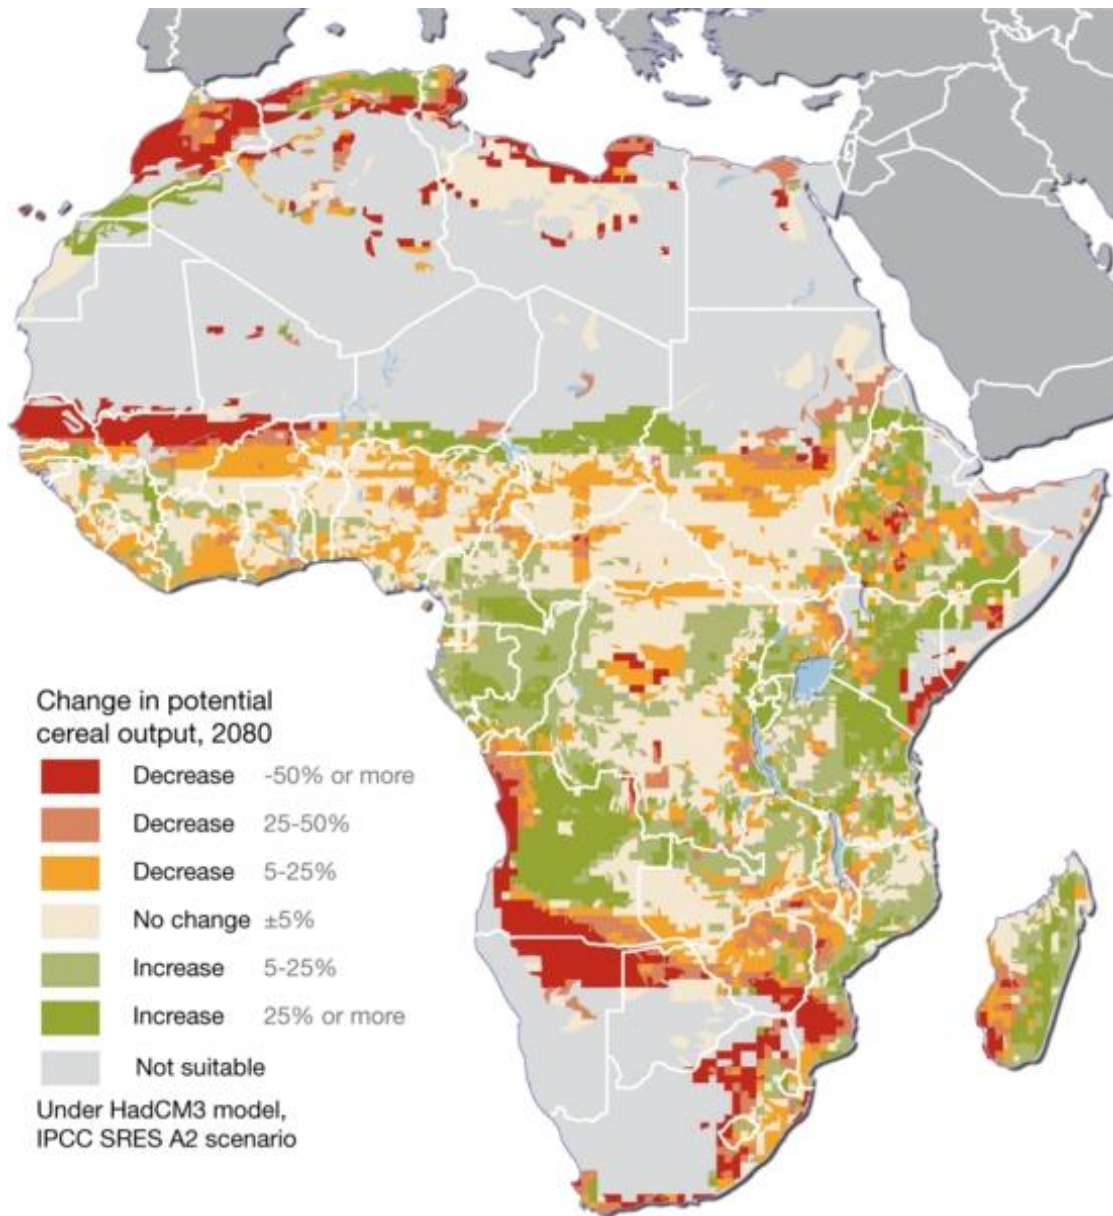 Change in potential
cereal output, 2080
Decrease -50% or more
Decrease 25-50%
Decrease 5-25%
No change ±5%
Increase 5-25%
Increase 25% or more
Not suitable
Under HadCM3 model,
IPCC SRES A2 scenario